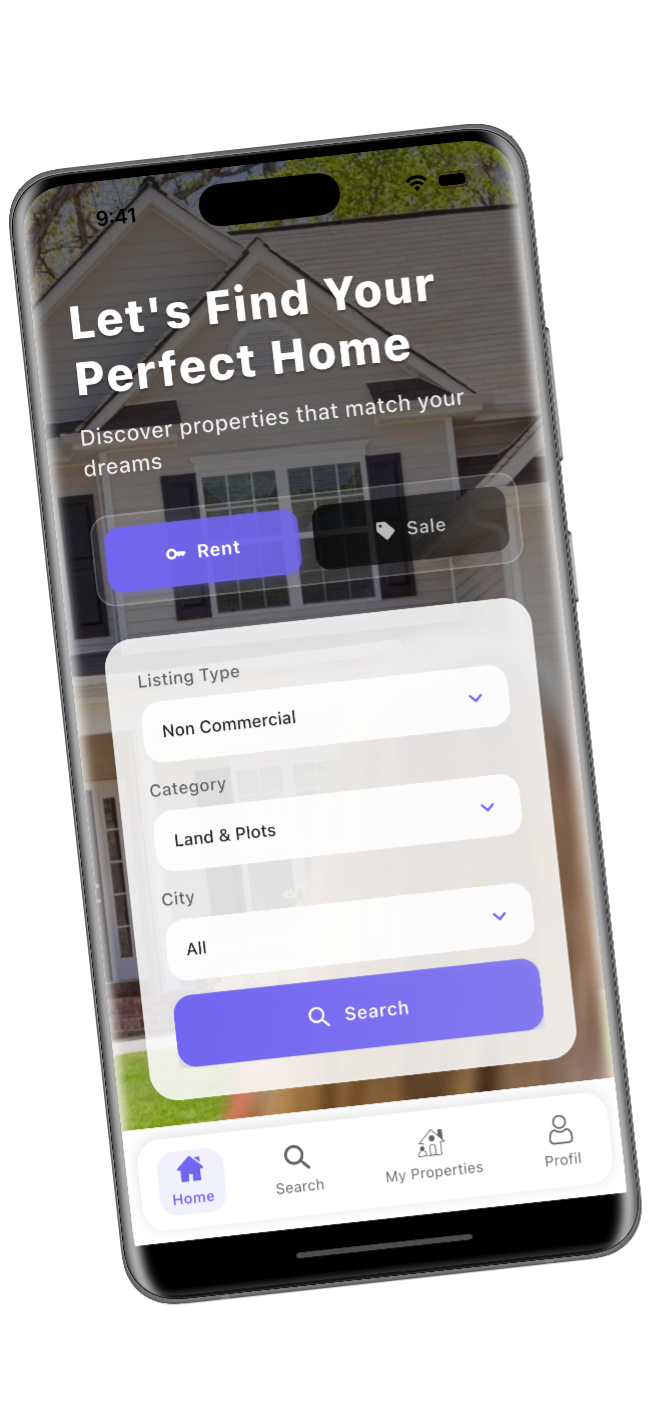 9:41
Let's Find Your
Perfect Home
Discover properties that match your
dreams
Rent
Sale
Listing Type
Non Commercial
Category
Land & Plots
City
All
Search
Home
Search
My Properties
Profil